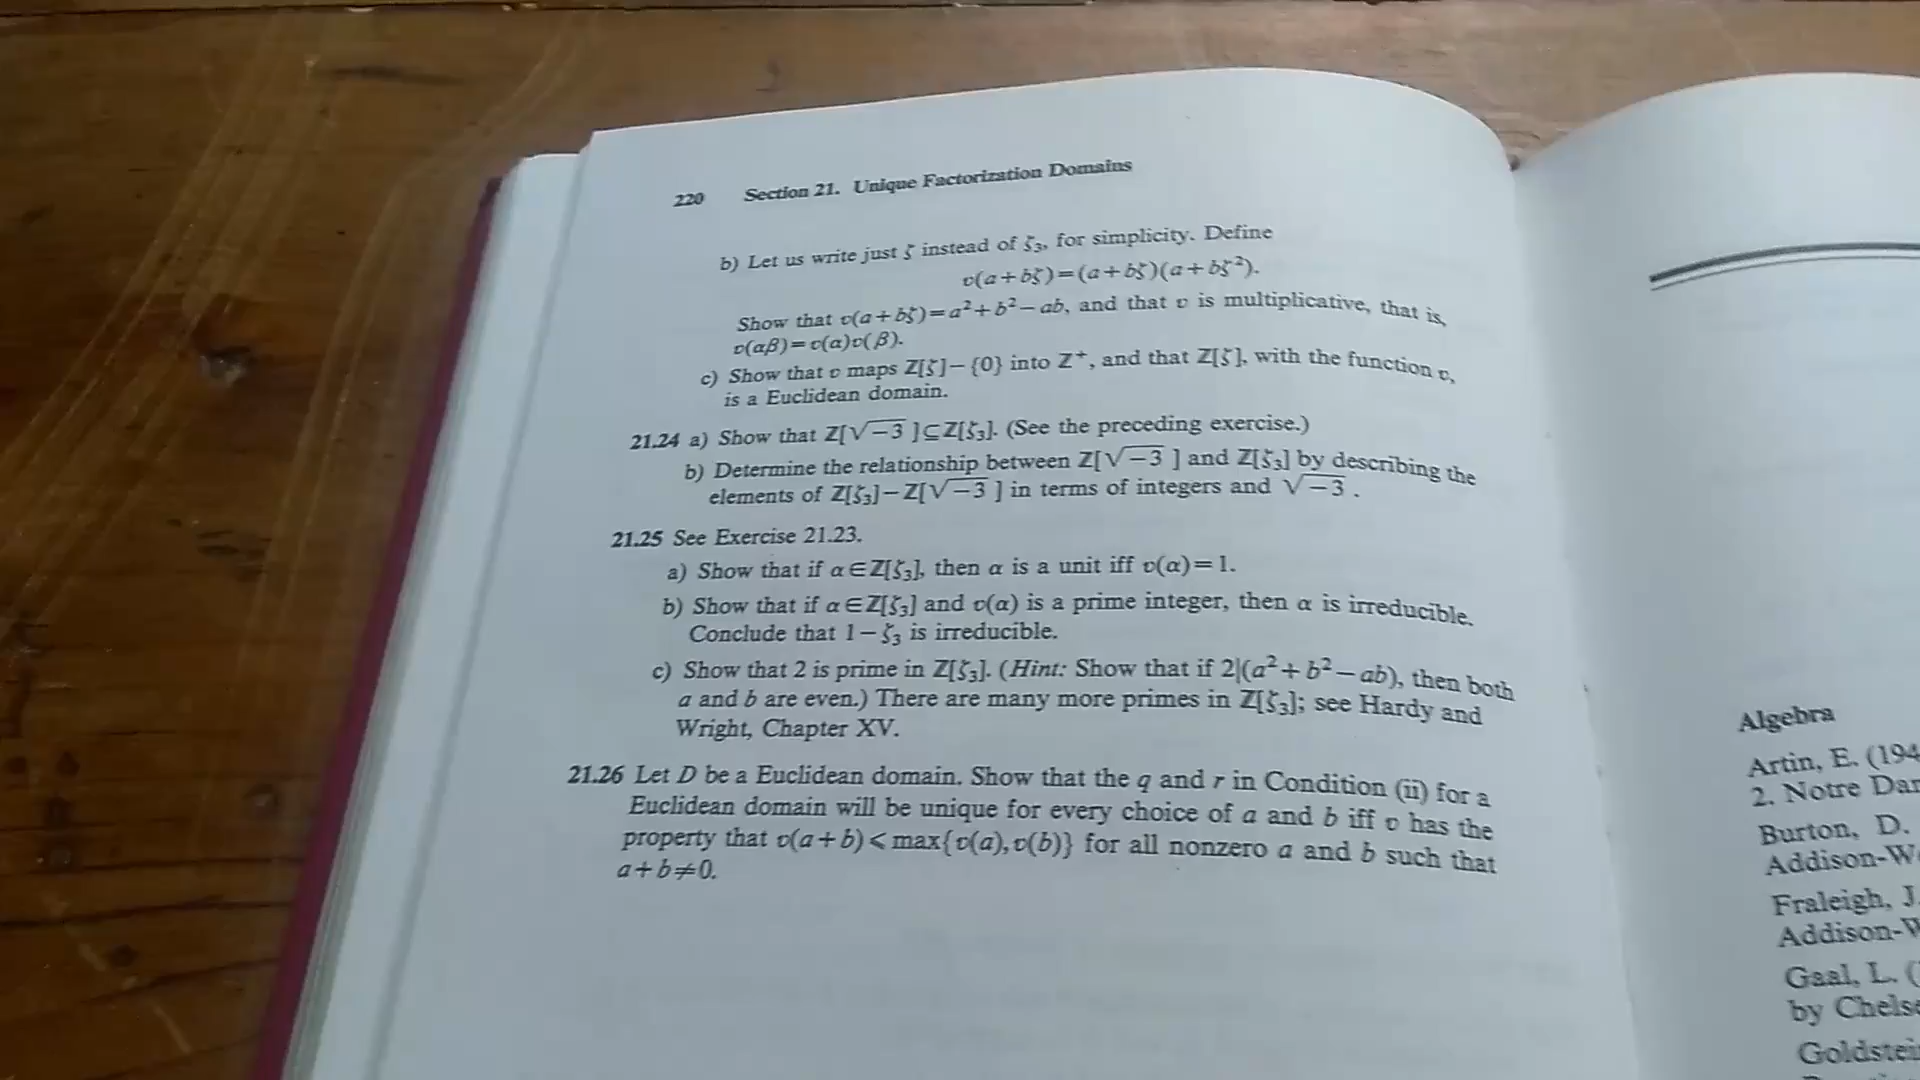 220 Section 21. Unique Factorization Domains
b) Let us write just ζ instead of ζ₃, for simplicity. Define
v(a+bζ)=(a+bζ)(a+bζ²).
Show that v(a+bζ)=a²+b²−ab, and that v is multiplicative, that is,
v(αβ)=v(α)v(β).
c) Show that v maps Z[ζ]−{0} into Z⁺, and that Z[ζ], with the function v,
is a Euclidean domain.
21.24 a) Show that Z[√−3]⊆Z[ζ₃]. (See the preceding exercise.)
b) Determine the relationship between Z[√−3] and Z[ζ₃] by describing the
elements of Z[ζ₃]−Z[√−3] in terms of integers and √−3.
21.25 See Exercise 21.23.
a) Show that if α∈Z[ζ₃], then α is a unit iff v(α)=1.
b) Show that if α∈Z[ζ₃] and v(α) is a prime integer, then α is irreducible.
Conclude that 1−ζ₃ is irreducible.
c) Show that 2 is prime in Z[ζ₃]. (Hint: Show that if 2|(a²+b²−ab), then both
a and b are even.) There are many more primes in Z[ζ₃]; see Hardy and
Wright, Chapter XV.
21.26 Let D be a Euclidean domain. Show that the q and r in Condition (ii) for a
Euclidean domain will be unique for every choice of a and b iff v has the
property that v(a+b)⩽max{v(a),v(b)} for all nonzero a and b such that
a+b≠0.
Algebra
Artin, E. (194
2. Notre Dam
Burton, D.
Addison-W
Fraleigh, J.
Addison-W
Gaal, L. (
by Chelse
Goldstein